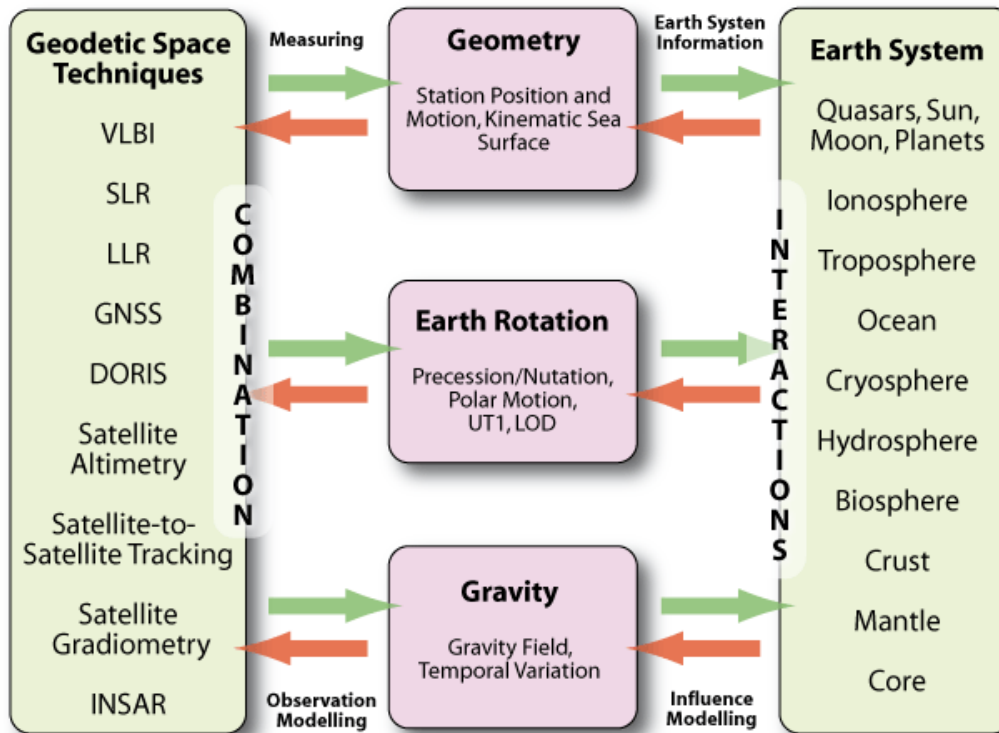 Geodetic Space
Techniques
VLBI
SLR
LLR
GNSS
DORIS
Satellite
Altimetry
Satellite-to-
Satellite Tracking
Satellite
Gradiometry
INSAR
COMBINATION
Measuring
Observation
Modelling
Geometry
Station Position and
Motion, Kinematic Sea
Surface
Earth Rotation
Precession/Nutation,
Polar Motion,
UT1, LOD
Gravity
Gravity Field,
Temporal Variation
Earth Systen
Information
Influence
Modelling
INTERACTIONS
Earth System
Quasars, Sun,
Moon, Planets
Ionosphere
Troposphere
Ocean
Cryosphere
Hydrosphere
Biosphere
Crust
Mantle
Core